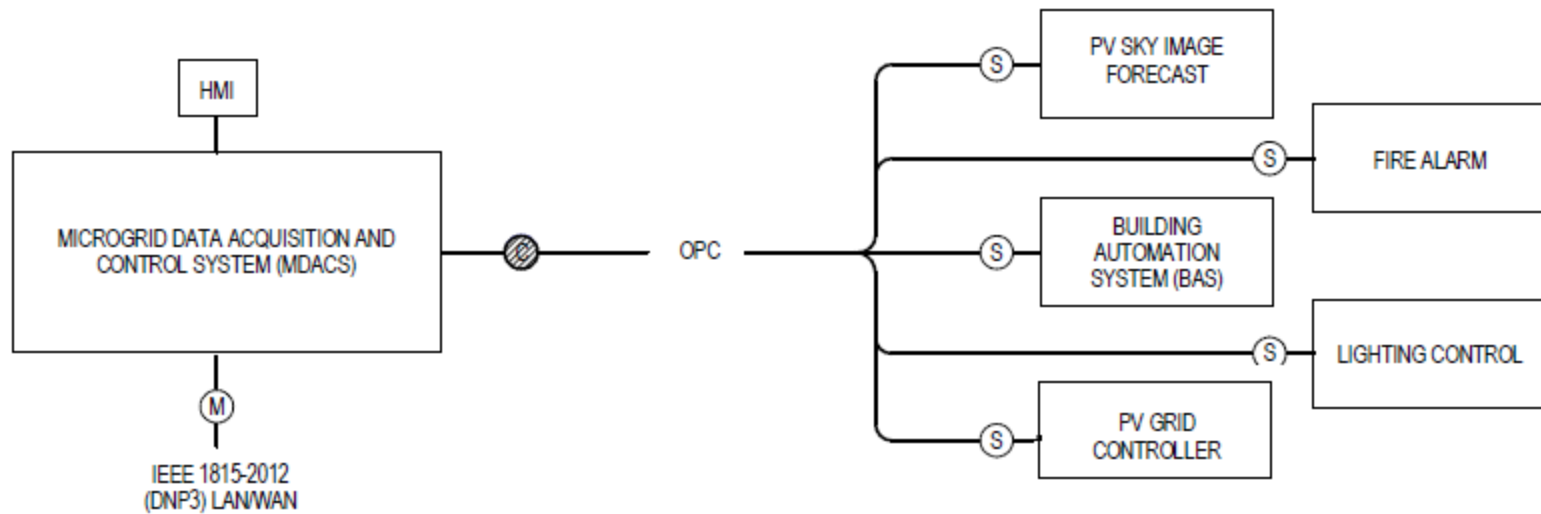 HMI
MICROGRID DATA ACQUISITION AND
CONTROL SYSTEM (MDACS)
M
IEEE 1815-2012
(DNP3) LAN/WAN
C
OPC
S
PV SKY IMAGE
FORECAST
S
FIRE ALARM
S
BUILDING
AUTOMATION
SYSTEM (BAS)
S
LIGHTING CONTROL
S
PV GRID
CONTROLLER